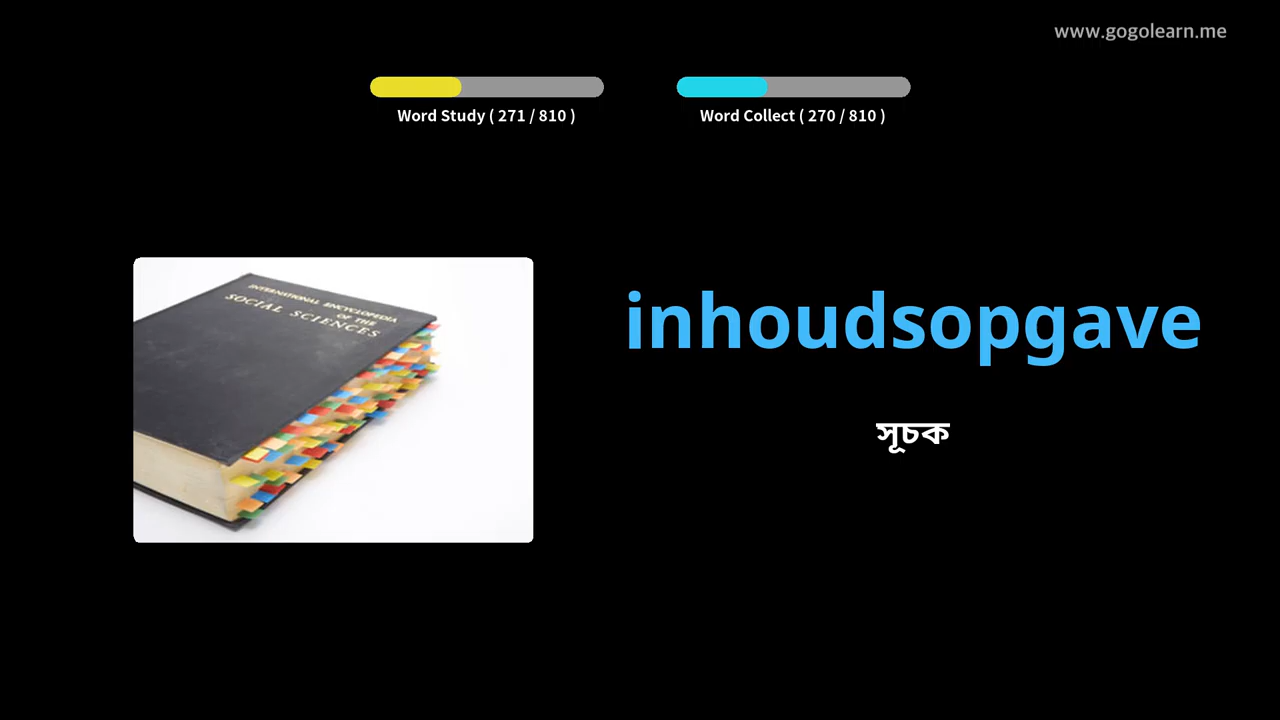 www.gogolearn.me
Word Study ( 271 / 810 )
Word Collect ( 270 / 810 )
INTERNATIONAL ENCYCLOPEDIA
OF THE
SOCIAL SCIENCES
inhoudsopgave
সূচক